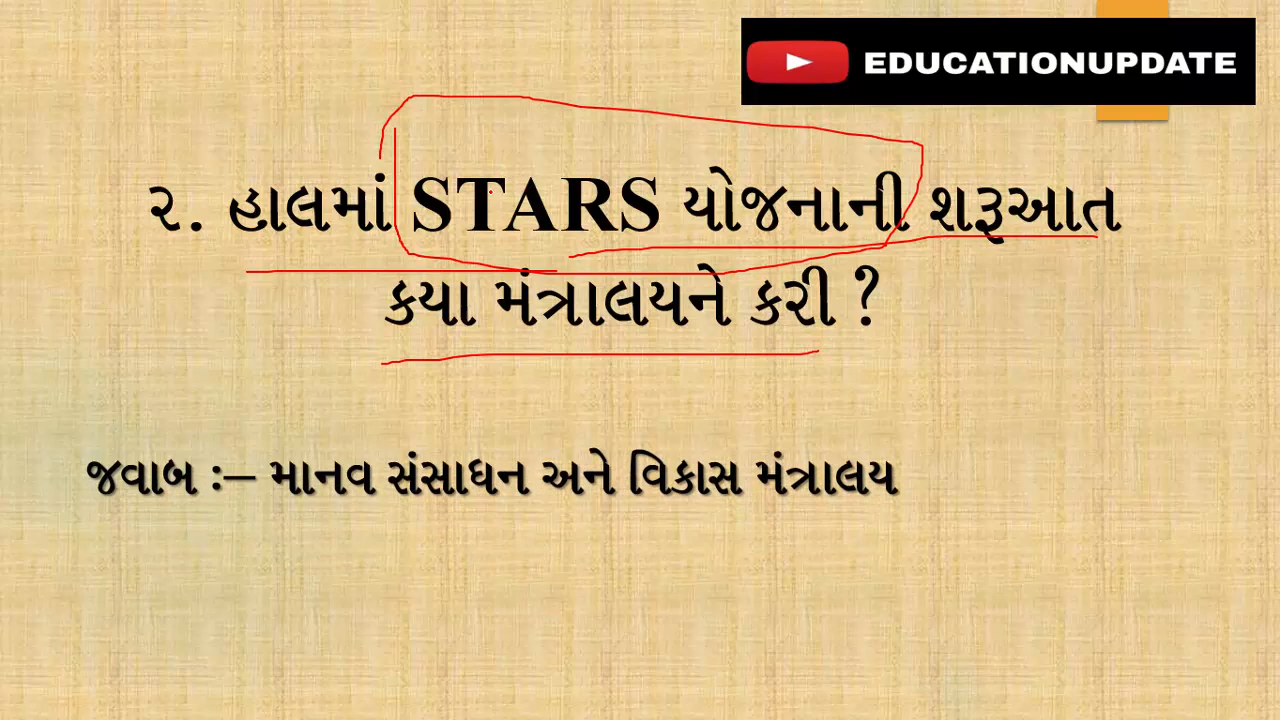 EDUCATIONUPDATE
૨. હાલમાં STARS યોજનાની શરૂઆત
કયા મંત્રાલયને કરી ?
જવાબ :– માનવ સંસાધન અને વિકાસ મંત્રાલય